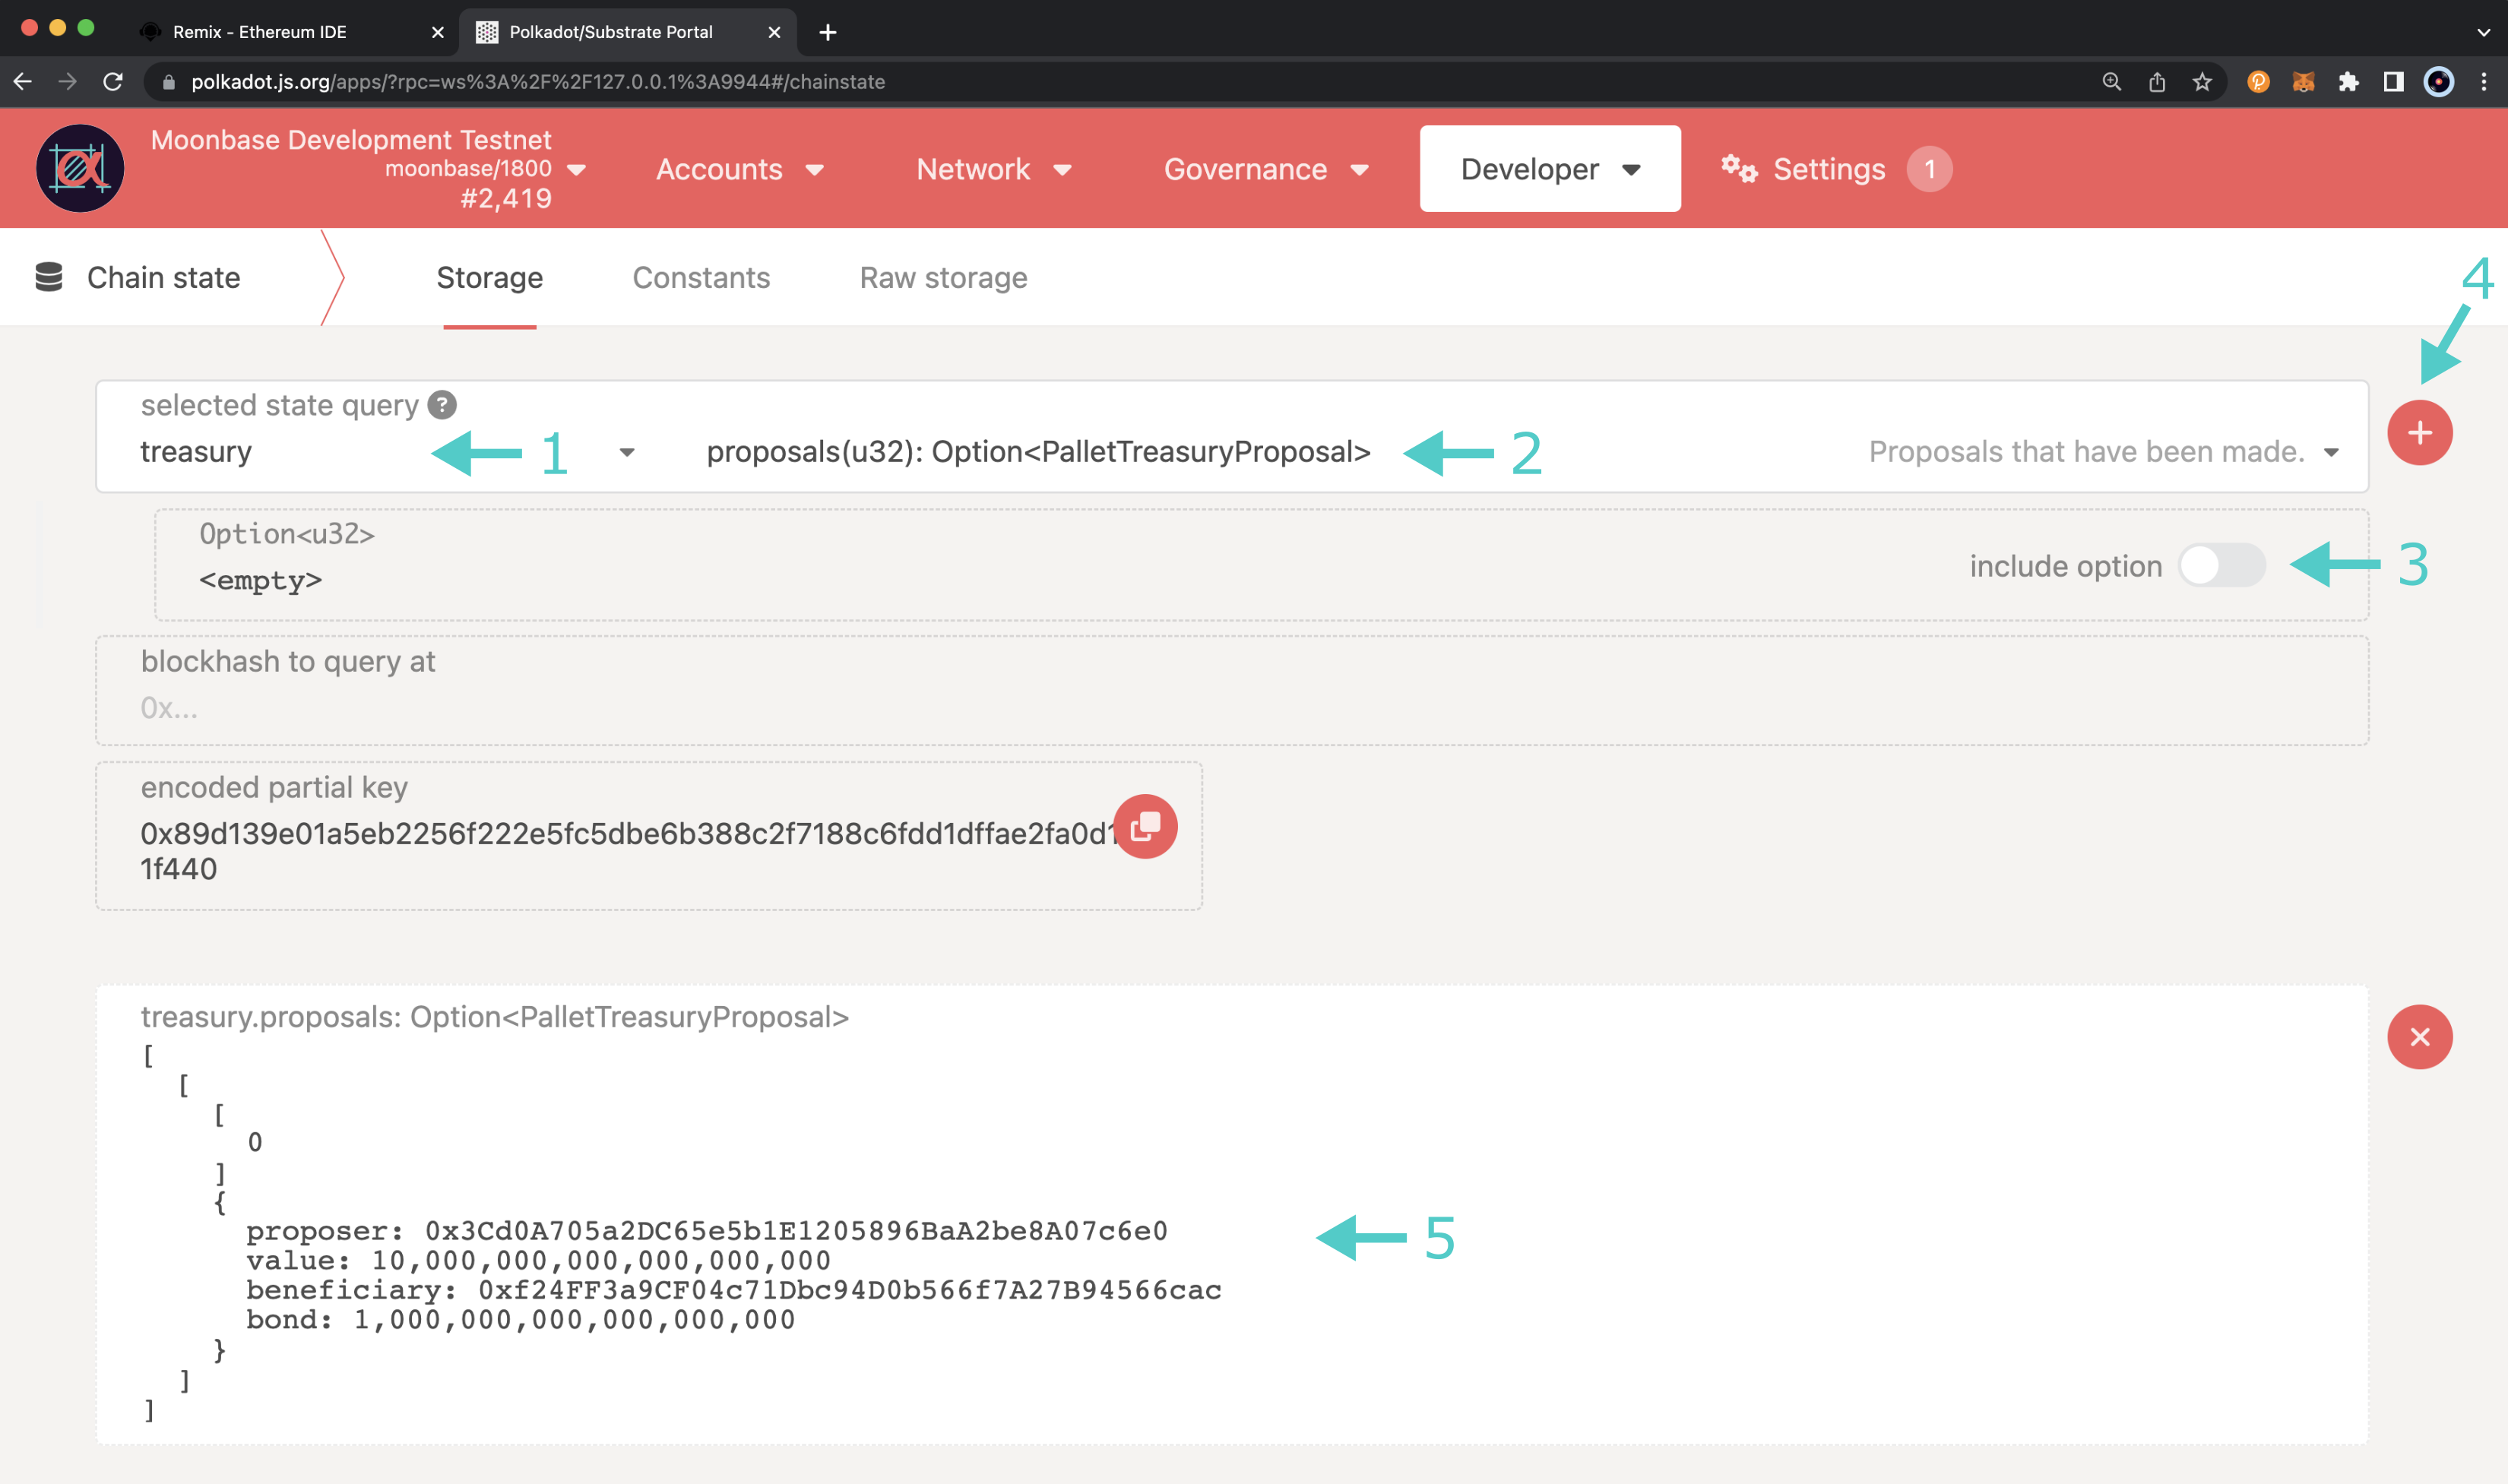 Remix - Ethereum IDE
Polkadot/Substrate Portal
polkadot.js.org/apps/?rpc=ws%3A%2F%2F127.0.0.1%3A9944#/chainstate
Moonbase Development Testnet
moonbase/1800
#2,419
Accounts
Network
Governance
Developer
Settings
1
Chain state
Storage
Constants
Raw storage
4
selected state query ?
treasury
1
proposals(u32): Option<PalletTreasuryProposal>
2
Proposals that have been made.
Option<u32>
<empty>
include option
3
blockhash to query at
0x...
encoded partial key
0x89d139e01a5eb2256f222e5fc5dbe6b388c2f7188c6fdd1dffae2fa0d1
1f440
treasury.proposals: Option<PalletTreasuryProposal>
[
[
[
0
]
{
proposer: 0x3Cd0A705a2DC65e5b1E1205896BaA2be8A07c6e0
value: 10,000,000,000,000,000,000
beneficiary: 0xf24FF3a9CF04c71Dbc94D0b566f7A27B94566cac
bond: 1,000,000,000,000,000,000
}
]
]
5